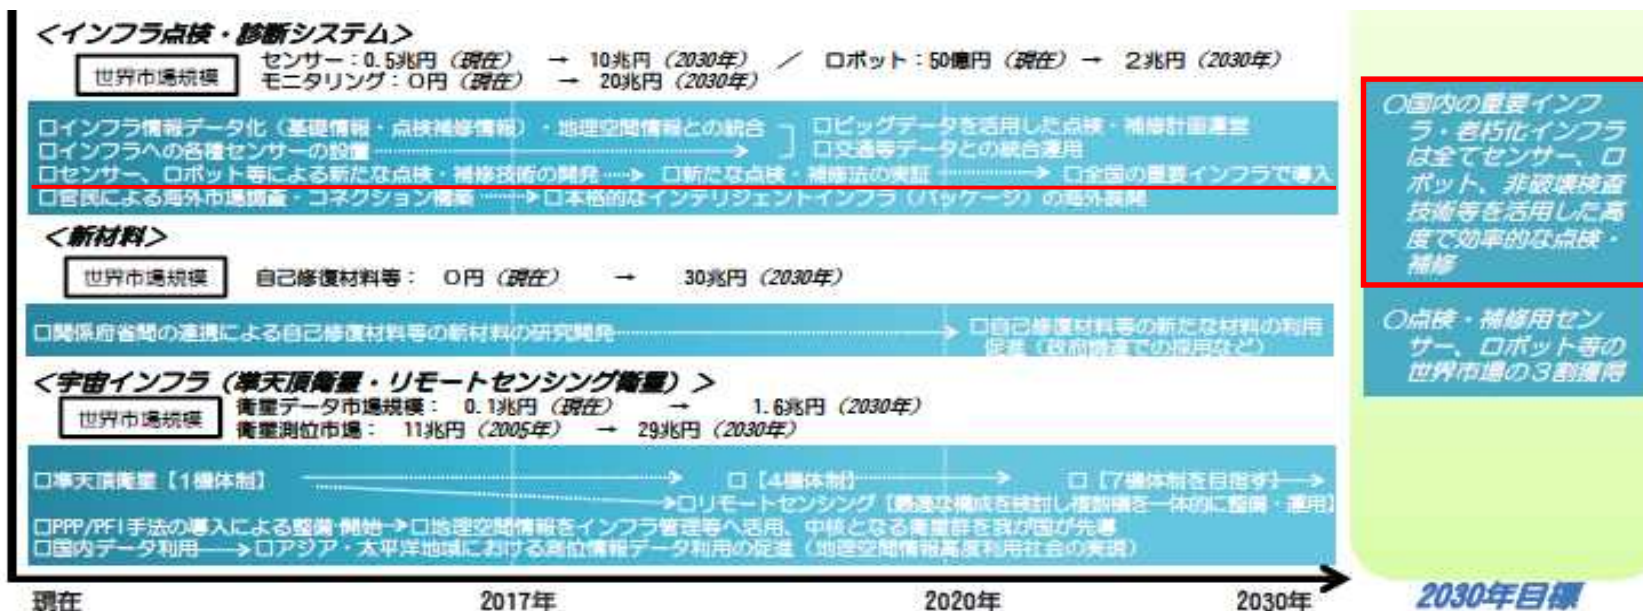 ＜インフラ点検・診断システム＞
世界市場規模
センサー：0.5兆円（現在） → 10兆円（2030年） ／ ロボット：50億円（現在）→ 2兆円（2030年）
モニタリング：0円（現在） → 20兆円（2030年）
□インフラ情報データ化（基礎情報・点検補修情報）・地理空間情報との統合
□ビッグデータを活用した点検・補修計画運営
□インフラへの各種センサーの設置
□交通等データとの統合運用
□センサー、ロボット等による新たな点検・補修技術の開発 → □新たな点検・補修法の実証 → □全国の重要インフラで導入
□官民による海外市場調査・コネクション構築 → □本格的なインテリジェントインフラ（パッケージ）の海外展開
＜新材料＞
世界市場規模
自己修復材料等： 0円（現在） → 30兆円（2030年）
□関係府省間の連携による自己修復材料等の新材料の研究開発 → □自己修復材料等の新たな材料の利用
促進（政府調達での採用など）
＜宇宙インフラ（準天頂衛星・リモートセンシング衛星）＞
世界市場規模
衛星データ市場規模： 0.1兆円（現在） → 1.6兆円（2030年）
衛星測位市場： 11兆円（2005年） → 29兆円（2030年）
□準天頂衛星【1機体制】 → □【4機体制】 → □【7機体制を目指す】→
→□リモートセンシング【最適な構成を検討し複数機を一体的に整備・運用】
□PPP/PFI手法の導入による整備・開始→□地理空間情報をインフラ管理等へ活用、中核となる衛星群を我が国が先導
□国内データ利用→□アジア・太平洋地域における測位情報データ利用の促進（地理空間情報高度利用社会の実現）
現在 2017年 2020年 2030年
○国内の重要インフ
ラ・老朽化インフラ
は全てセンサー、ロ
ボット、非破壊検査
技術等を活用した高
度で効率的な点検・
補修
○点検・補修用セン
サー、ロボット等の
世界市場の3割獲得
2030年目標